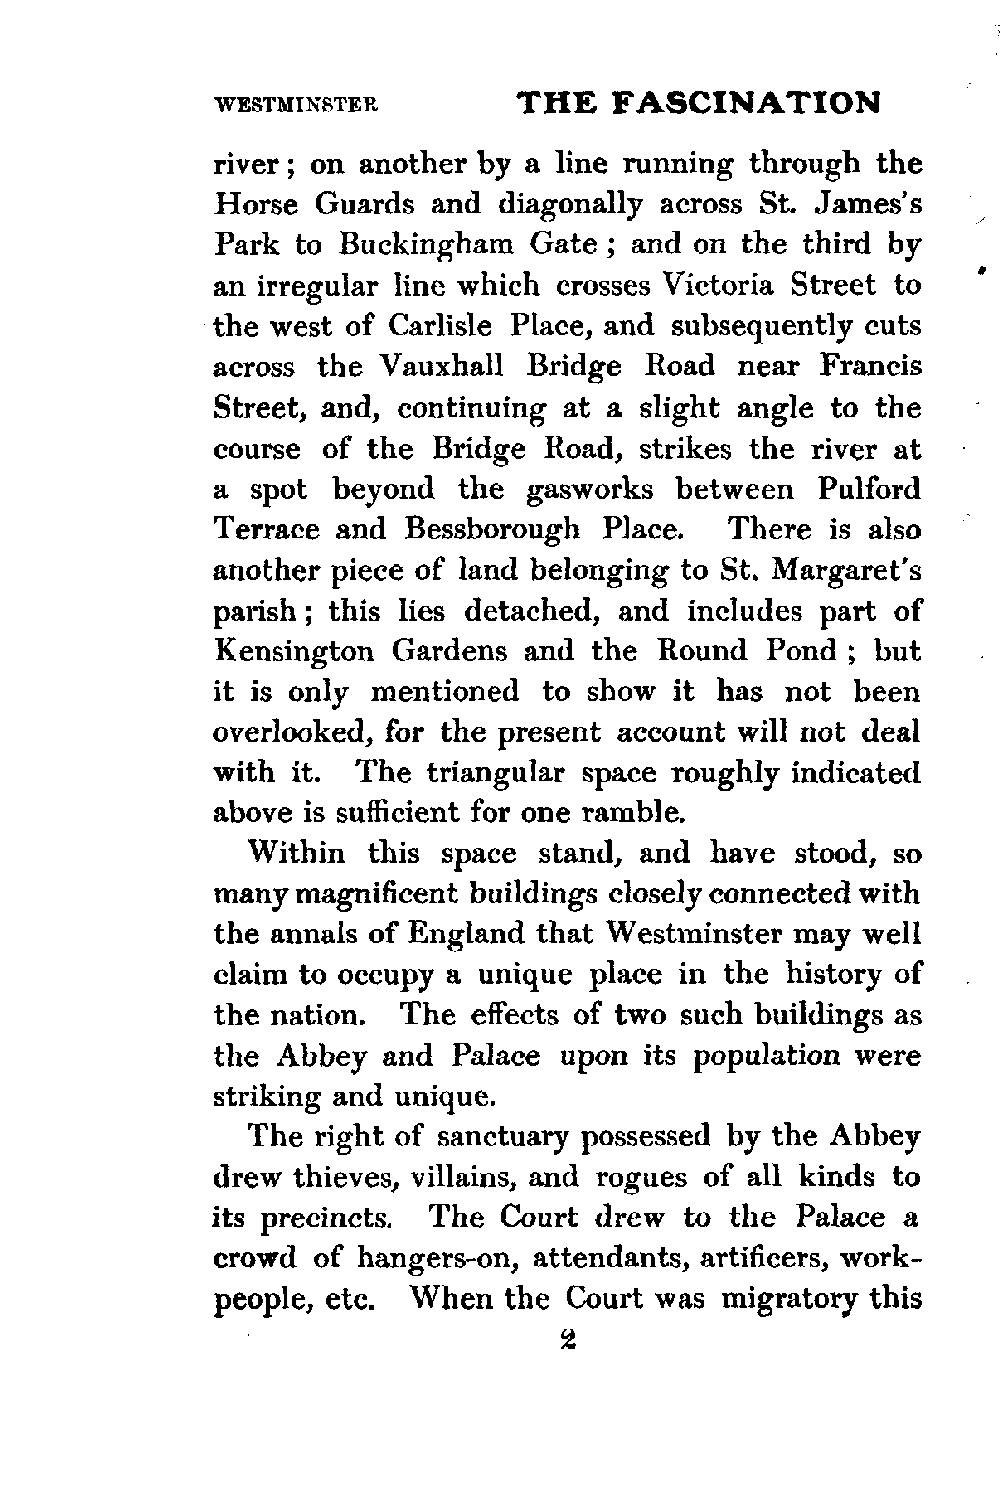 WESTMINSTER THE FASCINATION
river; on another by a line running through the
Horse Guards and diagonally across St. James's
Park to Buckingham Gate; and on the third by
an irregular line which crosses Victoria Street to
the west of Carlisle Place, and subsequently cuts
across the Vauxhall Bridge Road near Francis
Street, and, continuing at a slight angle to the
course of the Bridge Road, strikes the river at
a spot beyond the gasworks between Pulford
Terrace and Bessborough Place. There is also
another piece of land belonging to St. Margaret's
parish; this lies detached, and includes part of
Kensington Gardens and the Round Pond; but
it is only mentioned to show it has not been
overlooked, for the present account will not deal
with it. The triangular space roughly indicated
above is sufficient for one ramble.
Within this space stand, and have stood, so
many magnificent buildings closely connected with
the annals of England that Westminster may well
claim to occupy a unique place in the history of
the nation. The effects of two such buildings as
the Abbey and Palace upon its population were
striking and unique.
The right of sanctuary possessed by the Abbey
drew thieves, villains, and rogues of all kinds to
its precincts. The Court drew to the Palace a
crowd of hangers-on, attendants, artificers, work-
people, etc. When the Court was migratory this
2